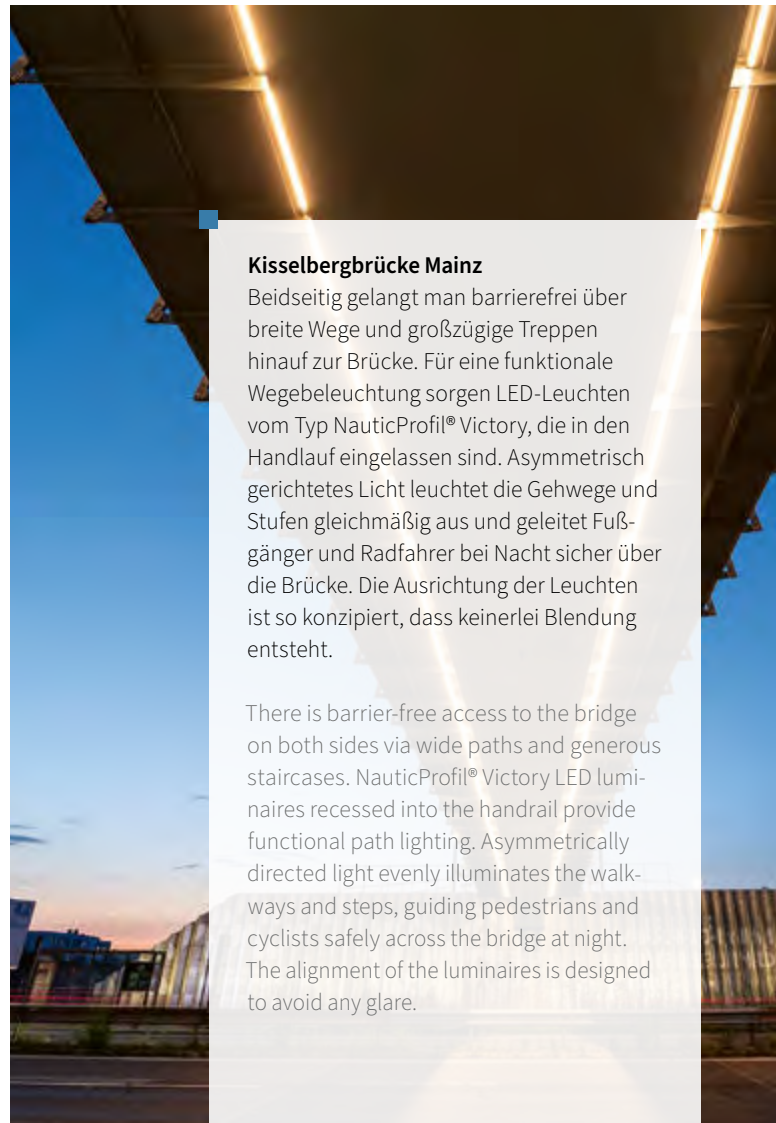 Kisselbergbrücke Mainz
Beidseitig gelangt man barrierefrei über
breite Wege und großzügige Treppen
hinauf zur Brücke. Für eine funktionale
Wegebeleuchtung sorgen LED-Leuchten
vom Typ NauticProfil® Victory, die in den
Handlauf eingelassen sind. Asymmetrisch
gerichtetes Licht leuchtet die Gehwege und
Stufen gleichmäßig aus und geleitet Fuß-
gänger und Radfahrer bei Nacht sicher über
die Brücke. Die Ausrichtung der Leuchten
ist so konzipiert, dass keinerlei Blendung
entsteht.
There is barrier-free access to the bridge
on both sides via wide paths and generous
staircases. NauticProfil® Victory LED lumi-
naires recessed into the handrail provide
functional path lighting. Asymmetrically
directed light evenly illuminates the walk-
ways and steps, guiding pedestrians and
cyclists safely across the bridge at night.
The alignment of the luminaires is designed
to avoid any glare.